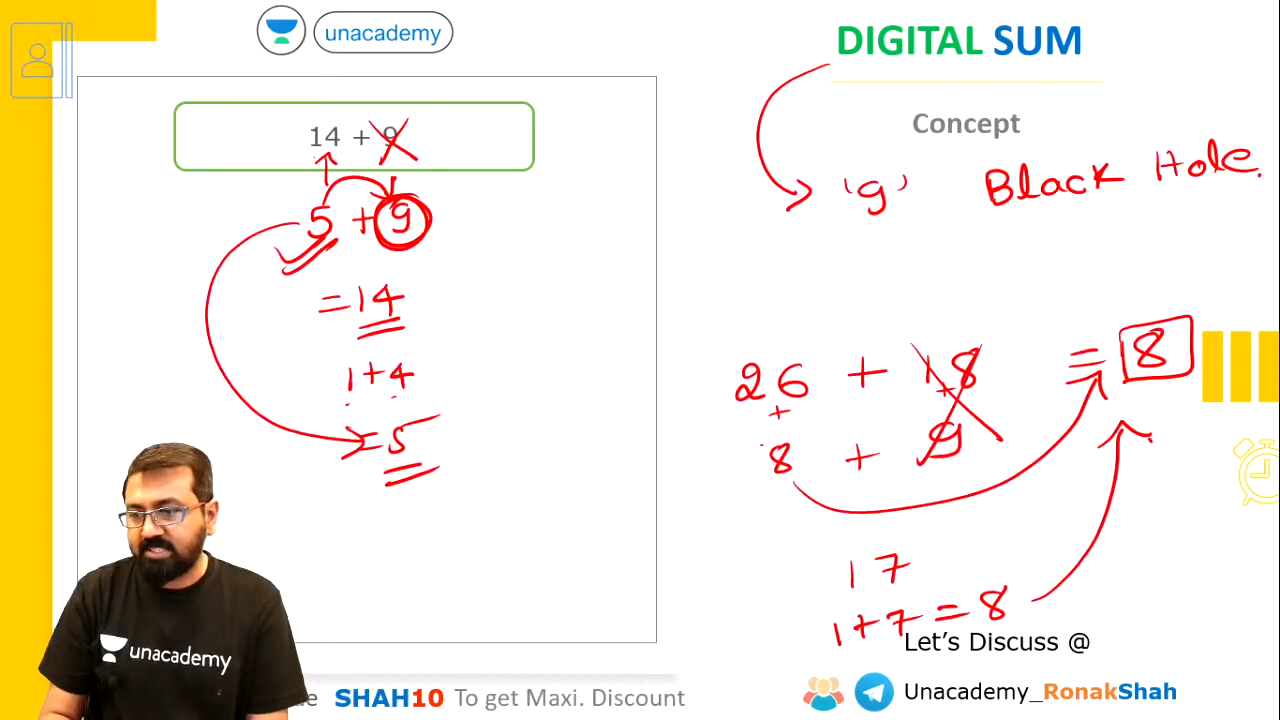 unacademy
DIGITAL SUM
Concept
14 + 9
'9' Black Hole.
5 + 9
= 14
1 + 4
= 5
26 + 18 = 8
8 + 9
17
1 + 7 = 8
Let's Discuss @
Unacademy_RonakShah
unacademy
SHAH10 To get Maxi. Discount